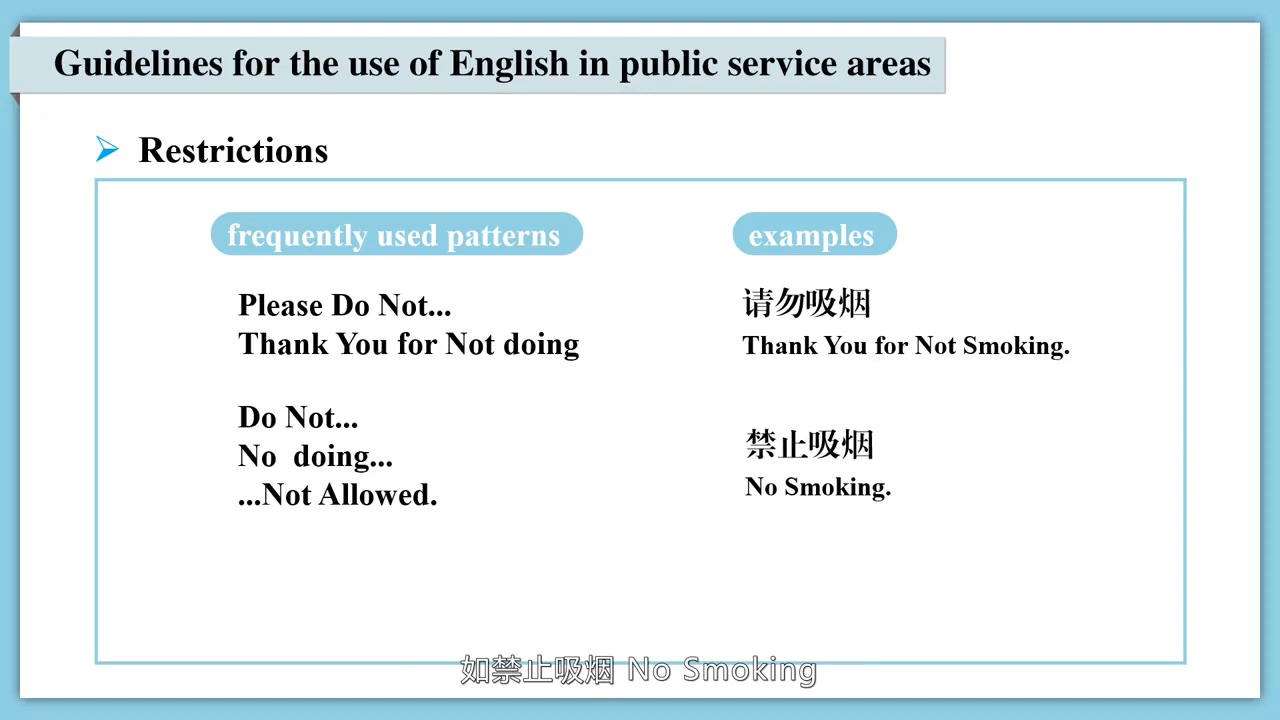 Guidelines for the use of English in public service areas
Restrictions
frequently used patterns
examples
Please Do Not...
Thank You for Not doing
请勿吸烟
Thank You for Not Smoking.
Do Not...
No doing...
...Not Allowed.
禁止吸烟
No Smoking.
如禁止吸烟 No Smoking